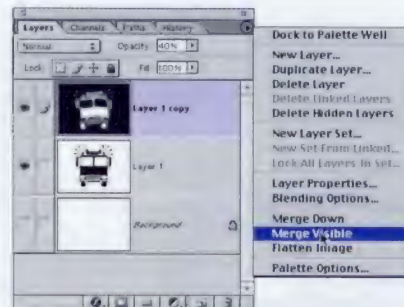 Layers Channels Paths History
Normal Opacity: 40%
Lock: Fill: 100%
Layer 1 copy
Layer 1
Background
Dock to Palette Well
New Layer...
Duplicate Layer...
Delete Layer
Delete Linked Layers
Delete Hidden Layers
New Layer Set...
New Set From Linked...
Lock All Layers In Set...
Layer Properties...
Blending Options...
Merge Down
Merge Visible
Flatten Image
Palette Options...